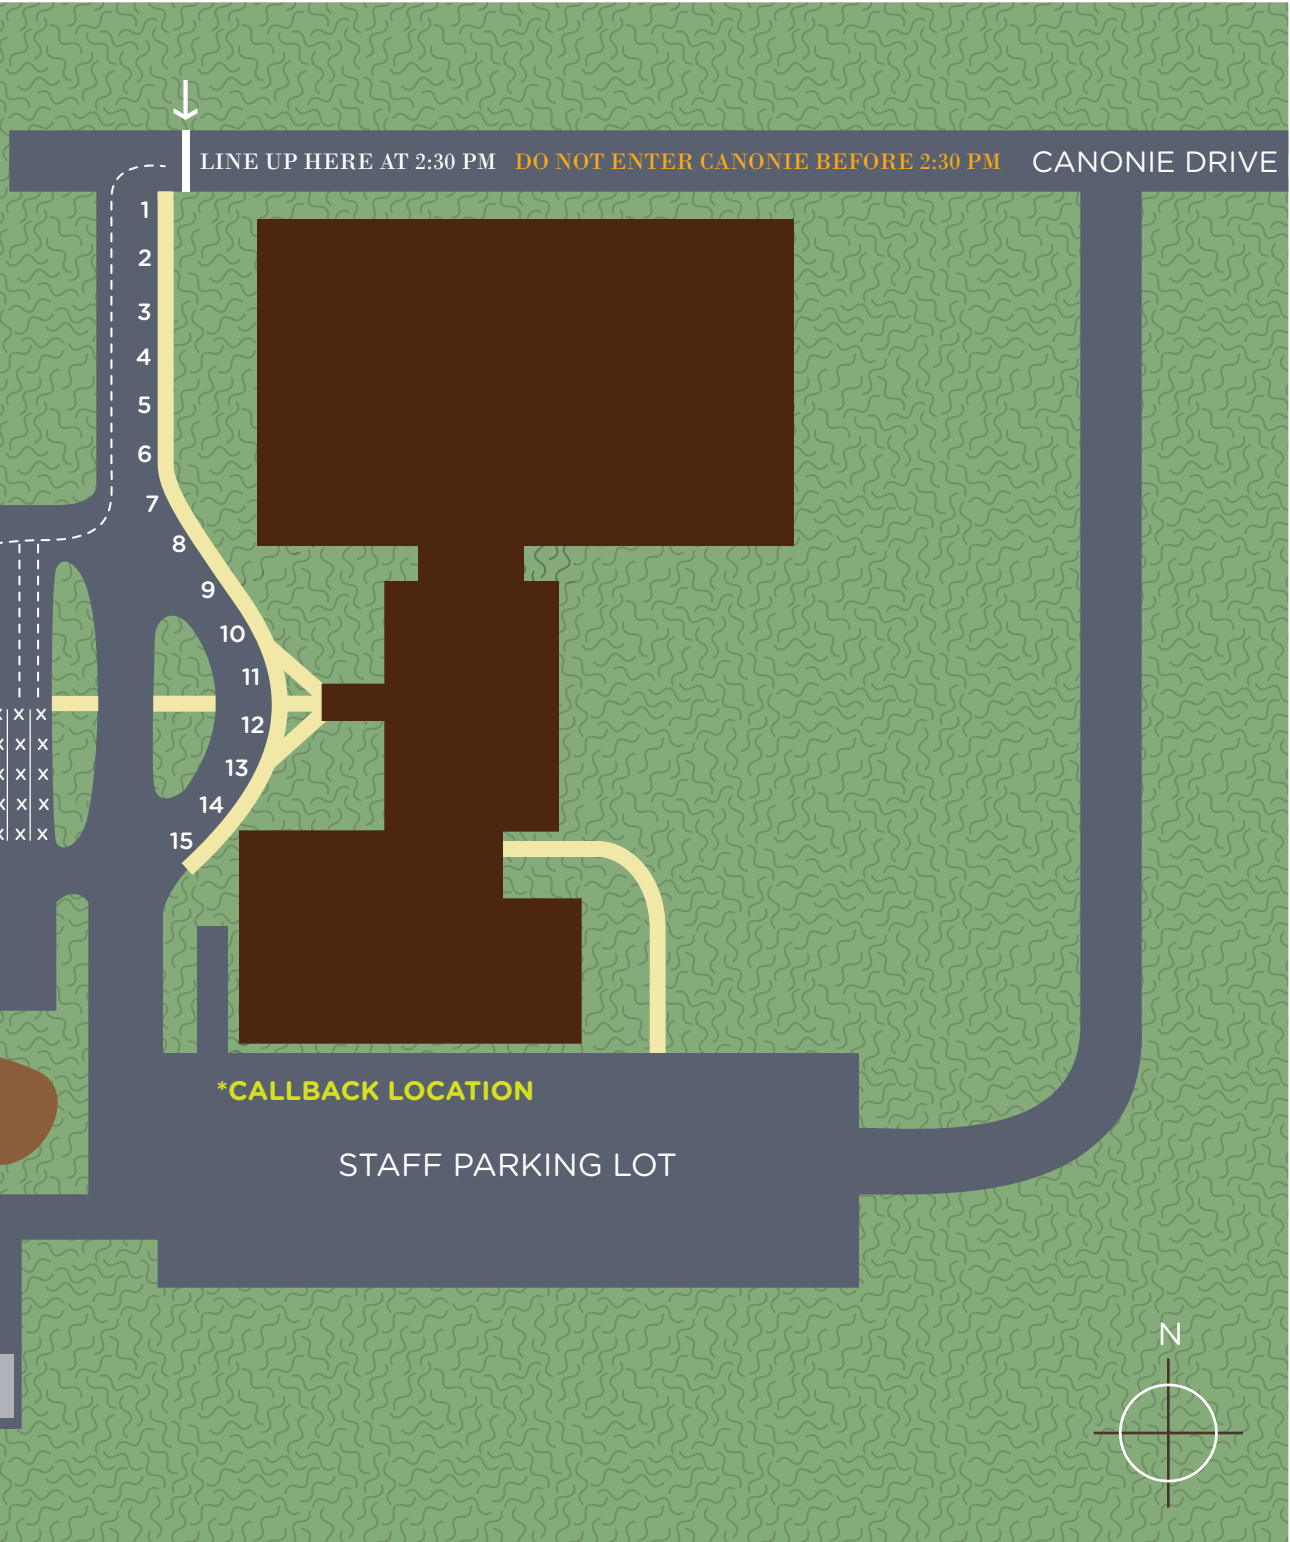 LINE UP HERE AT 2:30 PM DO NOT ENTER CANONIE BEFORE 2:30 PM CANONIE DRIVE
1
2
3
4
5
6
7
8
9
10
11
12
13
14
15
x x x
x x x
x x x
x x x
x x x
*CALLBACK LOCATION
STAFF PARKING LOT
N